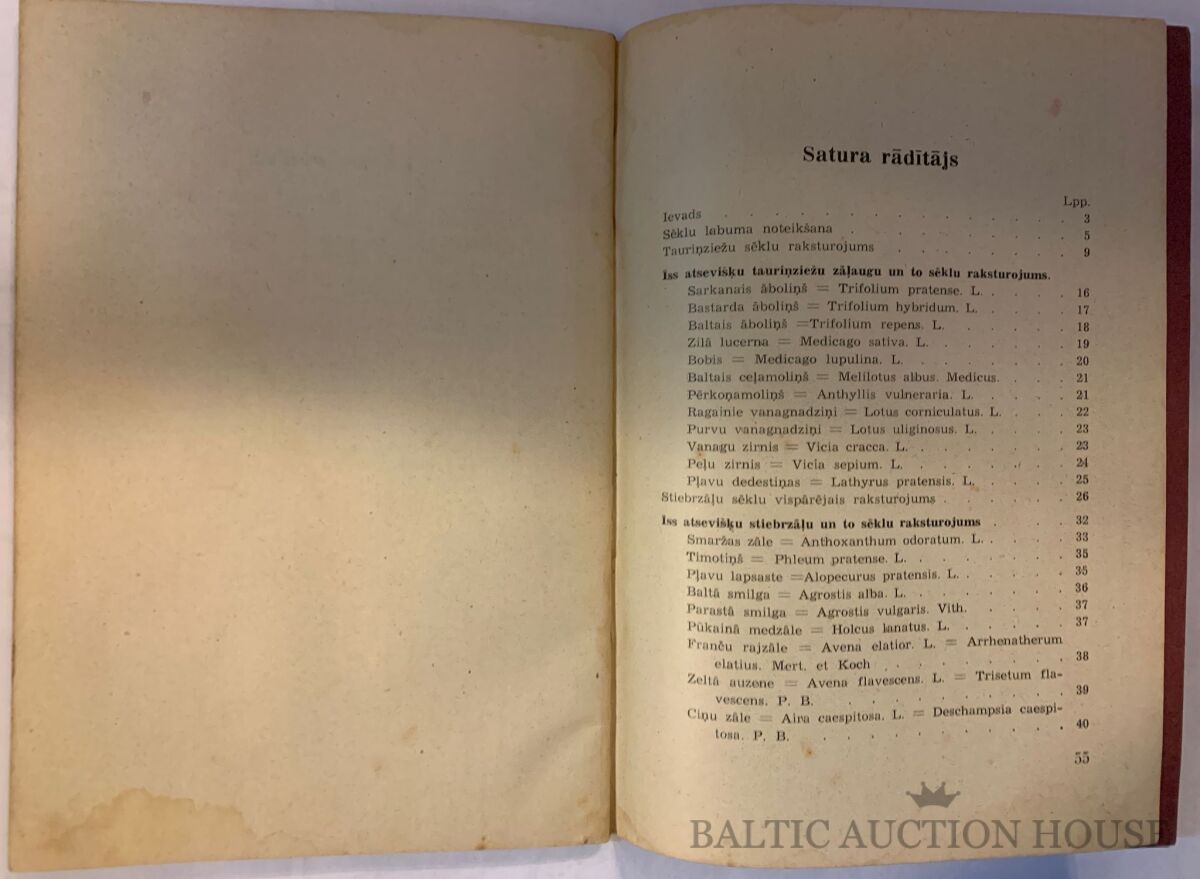 Satura rādītājs
Lpp.
Ievads . . . . . . . . . . . . . . 3
Sēklu labuma noteikšana . . . . . . . . . 5
Tauriņziežu sēklu raksturojums . . . . . . . 9
Īss atsevišķu tauriņziežu zāļaugu un to sēklu raksturojums.
Sarkanais āboliņš = Trifolium pratense. L. . . . . 16
Bastarda āboliņš = Trifolium hybridum. L. . . . . 17
Baltais āboliņš =Trifolium repens. L. . . . . . 18
Zilā lucerna = Medicago sativa. L. . . . . . . 19
Bobis = Medicago lupulina. L. . . . . . . . 20
Baltais ceļamoliņš = Melilotus albus. Medicus. . . . 21
Pērkoņamoliņš = Anthyllis vulneraria. L. . . . . 21
Ragainie vanagnadziņi = Lotus corniculatus. L. . . . 22
Purvu vanagnadziņi = Lotus uliginosus. L. . . . . 23
Vanagu zirnis = Vicia cracca. L. . . . . . . . 23
Peļu zirnis = Vicia sepium. L. . . . . . . . 24
Pļavu dedestiņas = Lathyrus pratensis. L. . . . . 25
Stiebrzāļu sēklu vispārējais raksturojums . . . . . 26
Īss atsevišķu stiebrzāļu un to sēklu raksturojums . . . . 32
Smaržas zāle = Anthoxanthum odoratum. L. . . . . 33
Timotiņš = Phleum pratense. L. . . . . . . . 35
Pļavu lapsaste =Alopecurus pratensis. L. . . . . . 35
Baltā smilga = Agrostis alba. L. . . . . . . . 36
Parastā smilga = Agrostis vulgaris. Vith. . . . . 37
Pūkainā medzāle = Holcus lanatus. L. . . . . . 37
Franču rajzāle = Avena elatior. L. = Arrhenatherum
elatius. Mert. et Koch . . . . . . . . 38
Zeltā auzene = Avena flavescens. L. = Trisetum fla-
vescens. P. B. . . . . . . . . . . 39
Ciņu zāle = Aira caespitosa. L. = Deschampsia caespi-
tosa. P. B. . . . . . . . . . . . 40
55
BALTIC AUCTION HOUSE